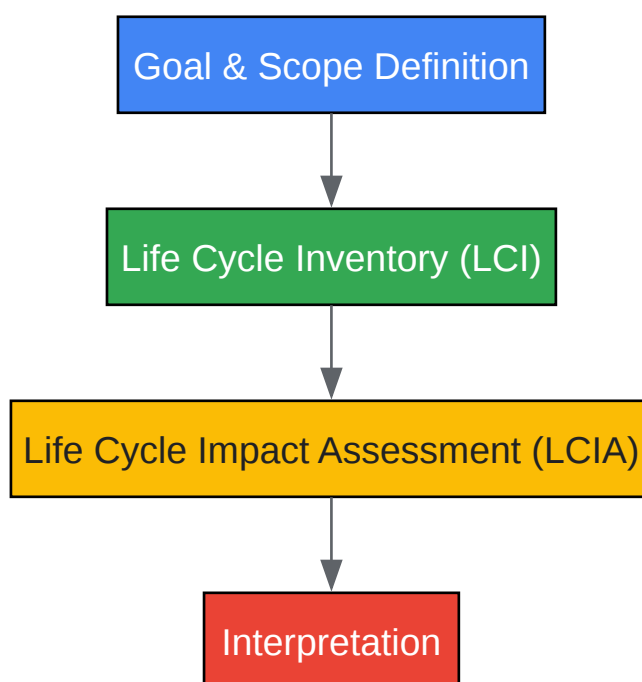 Goal & Scope Definition
Life Cycle Inventory (LCI)
Life Cycle Impact Assessment (LCIA)
Interpretation